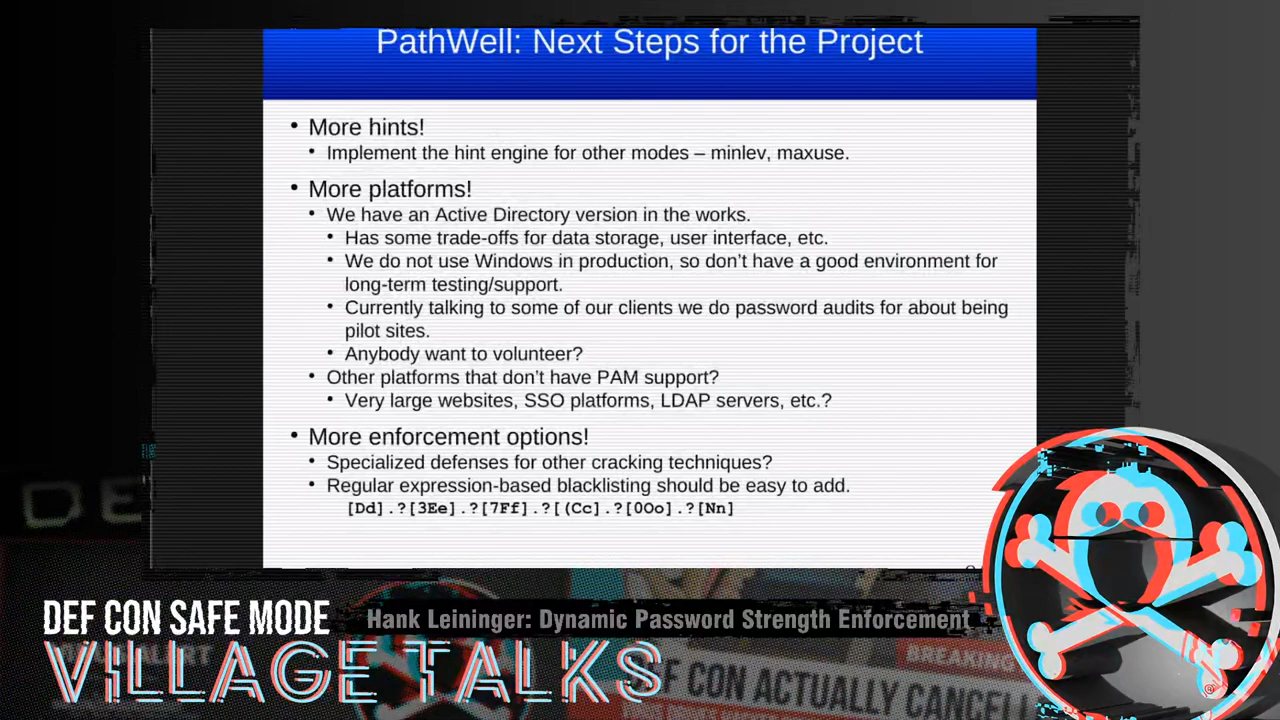 PathWell: Next Steps for the Project
• More hints!
• Implement the hint engine for other modes – minlev, maxuse.
• More platforms!
• We have an Active Directory version in the works.
• Has some trade-offs for data storage, user interface, etc.
• We do not use Windows in production, so don’t have a good environment for
long-term testing/support.
• Currently talking to some of our clients we do password audits for about being
pilot sites.
• Anybody want to volunteer?
• Other platforms that don’t have PAM support?
• Very large websites, SSO platforms, LDAP servers, etc.?
• More enforcement options!
• Specialized defenses for other cracking techniques?
• Regular expression-based blacklisting should be easy to add.
[Dd].?[3Ee].?[7Ff].?[(Cc].?[0Oo].?[Nn]
DE
DEF CON SAFE MODE
Hank Leininger: Dynamic Password Strength Enforcement
VILLAGE TALKS
BREAKING
DEF CON ACTUALLY CANCELL